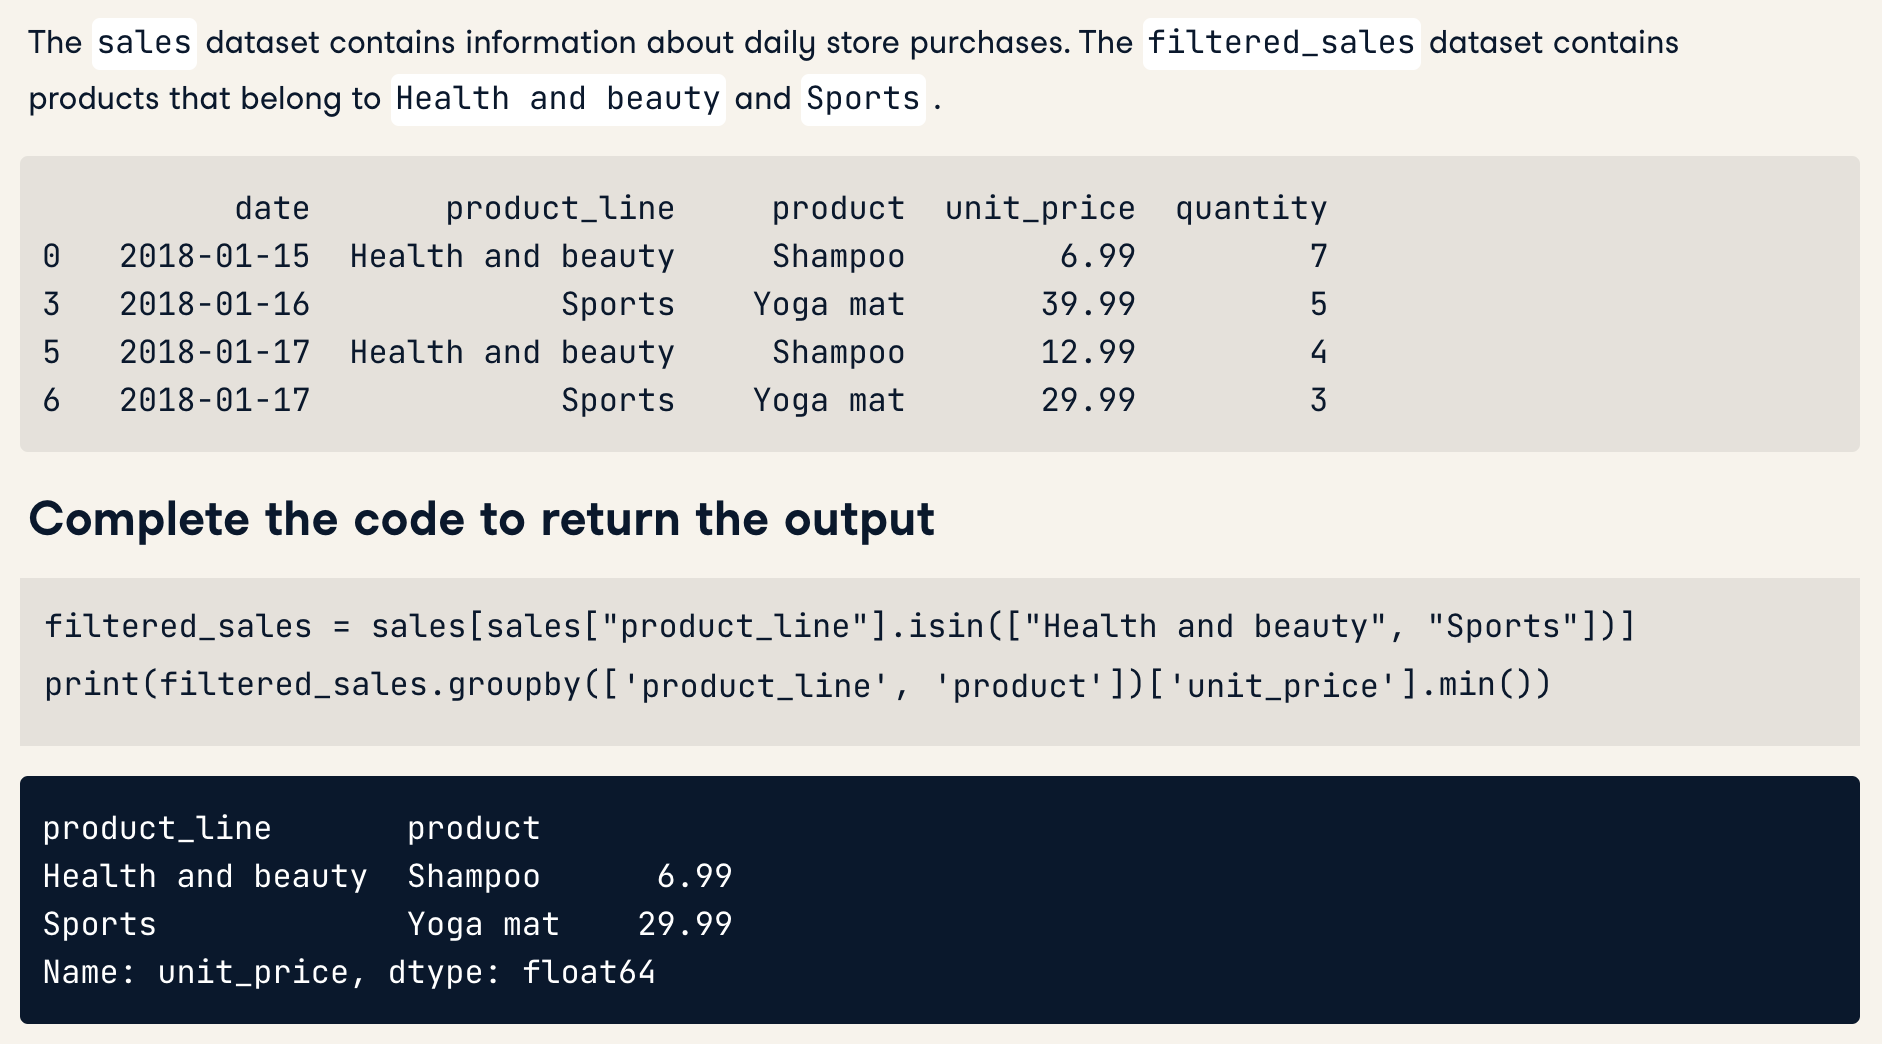 The sales dataset contains information about daily store purchases. The filtered_sales dataset contains
products that belong to Health and beauty and Sports .
date product_line product unit_price quantity
0 2018-01-15 Health and beauty Shampoo 6.99 7
3 2018-01-16 Sports Yoga mat 39.99 5
5 2018-01-17 Health and beauty Shampoo 12.99 4
6 2018-01-17 Sports Yoga mat 29.99 3
Complete the code to return the output
filtered_sales = sales[sales["product_line"].isin(["Health and beauty", "Sports"])]
print(filtered_sales.groupby(['product_line', 'product'])['unit_price'].min())
product_line product
Health and beauty Shampoo 6.99
Sports Yoga mat 29.99
Name: unit_price, dtype: float64